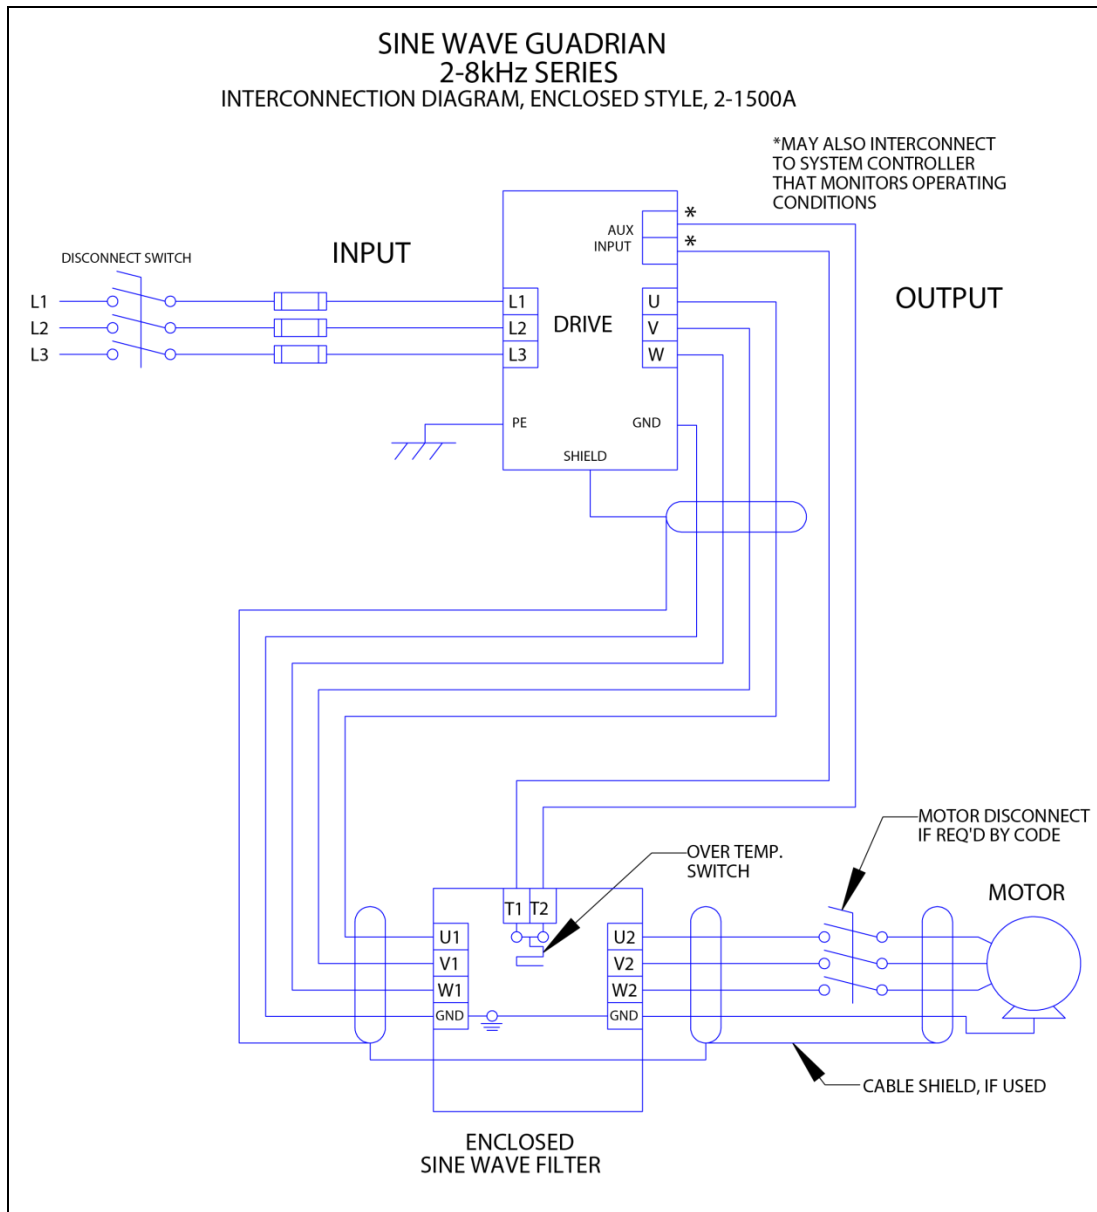 SINE WAVE GUADRIAN
2-8kHz SERIES
INTERCONNECTION DIAGRAM, ENCLOSED STYLE, 2-1500A
*MAY ALSO INTERCONNECT
TO SYSTEM CONTROLLER
THAT MONITORS OPERATING
CONDITIONS
DISCONNECT SWITCH
INPUT
AUX
INPUT
*
*
OUTPUT
L1
L2
L3
L1
L2
L3
DRIVE
U
V
W
PE
GND
SHIELD
MOTOR DISCONNECT
IF REQ'D BY CODE
OVER TEMP.
SWITCH
MOTOR
T1 T2
U1
V1
W1
GND
U2
V2
W2
GND
CABLE SHIELD, IF USED
ENCLOSED
SINE WAVE FILTER